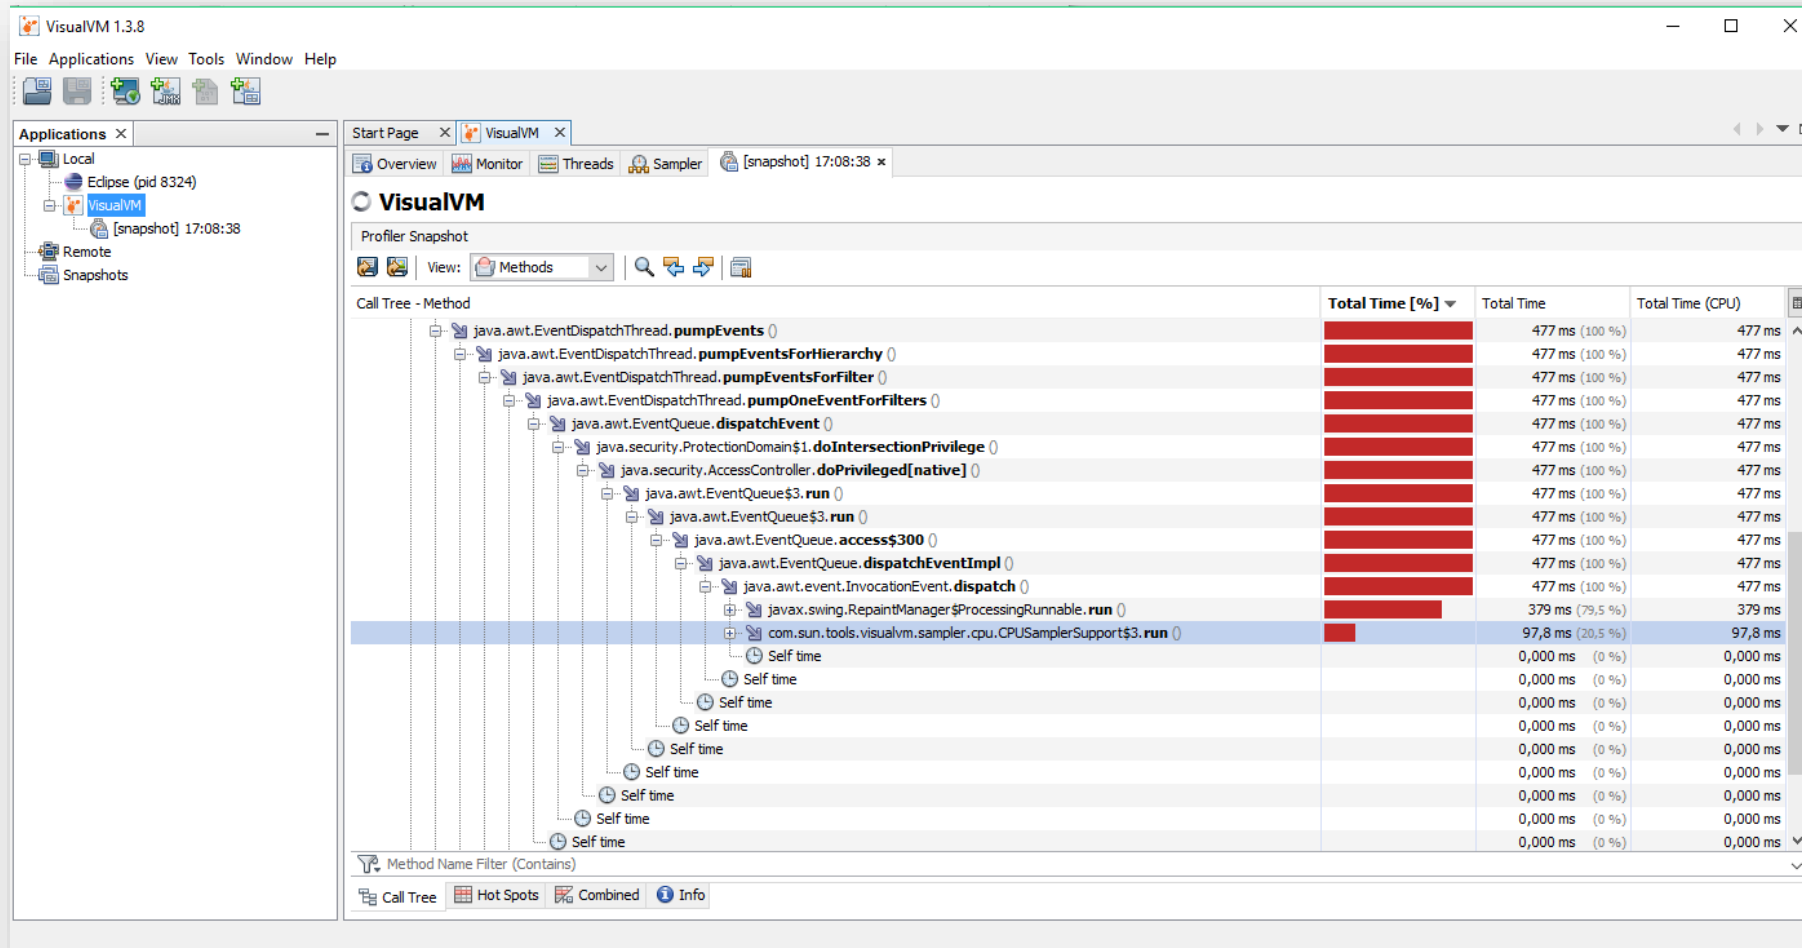 VisualVM 1.3.8
File Applications View Tools Window Help
JMX
Applications
Start Page VisualVM
Local
Eclipse (pid 8324)
VisualVM
[snapshot] 17:08:38
Remote
Snapshots
Overview Monitor Threads Sampler [snapshot] 17:08:38
VisualVM
Profiler Snapshot
View: Methods
Call Tree - Method Total Time [%] Total Time Total Time (CPU)
java.awt.EventDispatchThread.pumpEvents () 477 ms (100 %) 477 ms
java.awt.EventDispatchThread.pumpEventsForHierarchy () 477 ms (100 %) 477 ms
java.awt.EventDispatchThread.pumpEventsForFilter () 477 ms (100 %) 477 ms
java.awt.EventDispatchThread.pumpOneEventForFilters () 477 ms (100 %) 477 ms
java.awt.EventQueue.dispatchEvent () 477 ms (100 %) 477 ms
java.security.ProtectionDomain$1.doIntersectionPrivilege () 477 ms (100 %) 477 ms
java.security.AccessController.doPrivileged[native] () 477 ms (100 %) 477 ms
java.awt.EventQueue$3.run () 477 ms (100 %) 477 ms
java.awt.EventQueue$3.run () 477 ms (100 %) 477 ms
java.awt.EventQueue.access$300 () 477 ms (100 %) 477 ms
java.awt.EventQueue.dispatchEventImpl () 477 ms (100 %) 477 ms
java.awt.event.InvocationEvent.dispatch () 477 ms (100 %) 477 ms
javax.swing.RepaintManager$ProcessingRunnable.run () 379 ms (79,5 %) 379 ms
com.sun.tools.visualvm.sampler.cpu.CPUSamplerSupport$3.run () 97,8 ms (20,5 %) 97,8 ms
Self time 0,000 ms (0 %) 0,000 ms
Self time 0,000 ms (0 %) 0,000 ms
Self time 0,000 ms (0 %) 0,000 ms
Self time 0,000 ms (0 %) 0,000 ms
Self time 0,000 ms (0 %) 0,000 ms
Self time 0,000 ms (0 %) 0,000 ms
Self time 0,000 ms (0 %) 0,000 ms
Self time 0,000 ms (0 %) 0,000 ms
Self time 0,000 ms (0 %) 0,000 ms
Method Name Filter (Contains)
Call Tree Hot Spots Combined Info